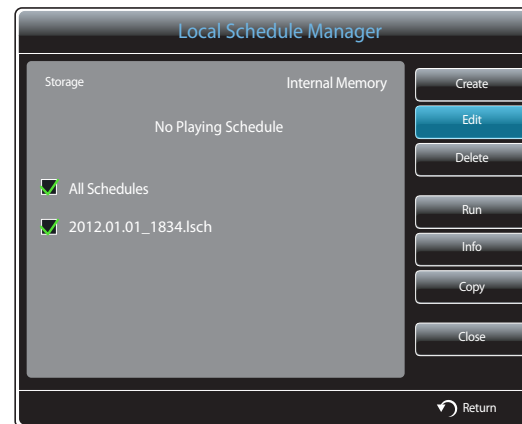 Local Schedule Manager
Storage Internal Memory
No Playing Schedule
All Schedules
2012.01.01_1834.lsch
Create
Edit
Delete
Run
Info
Copy
Close
Return